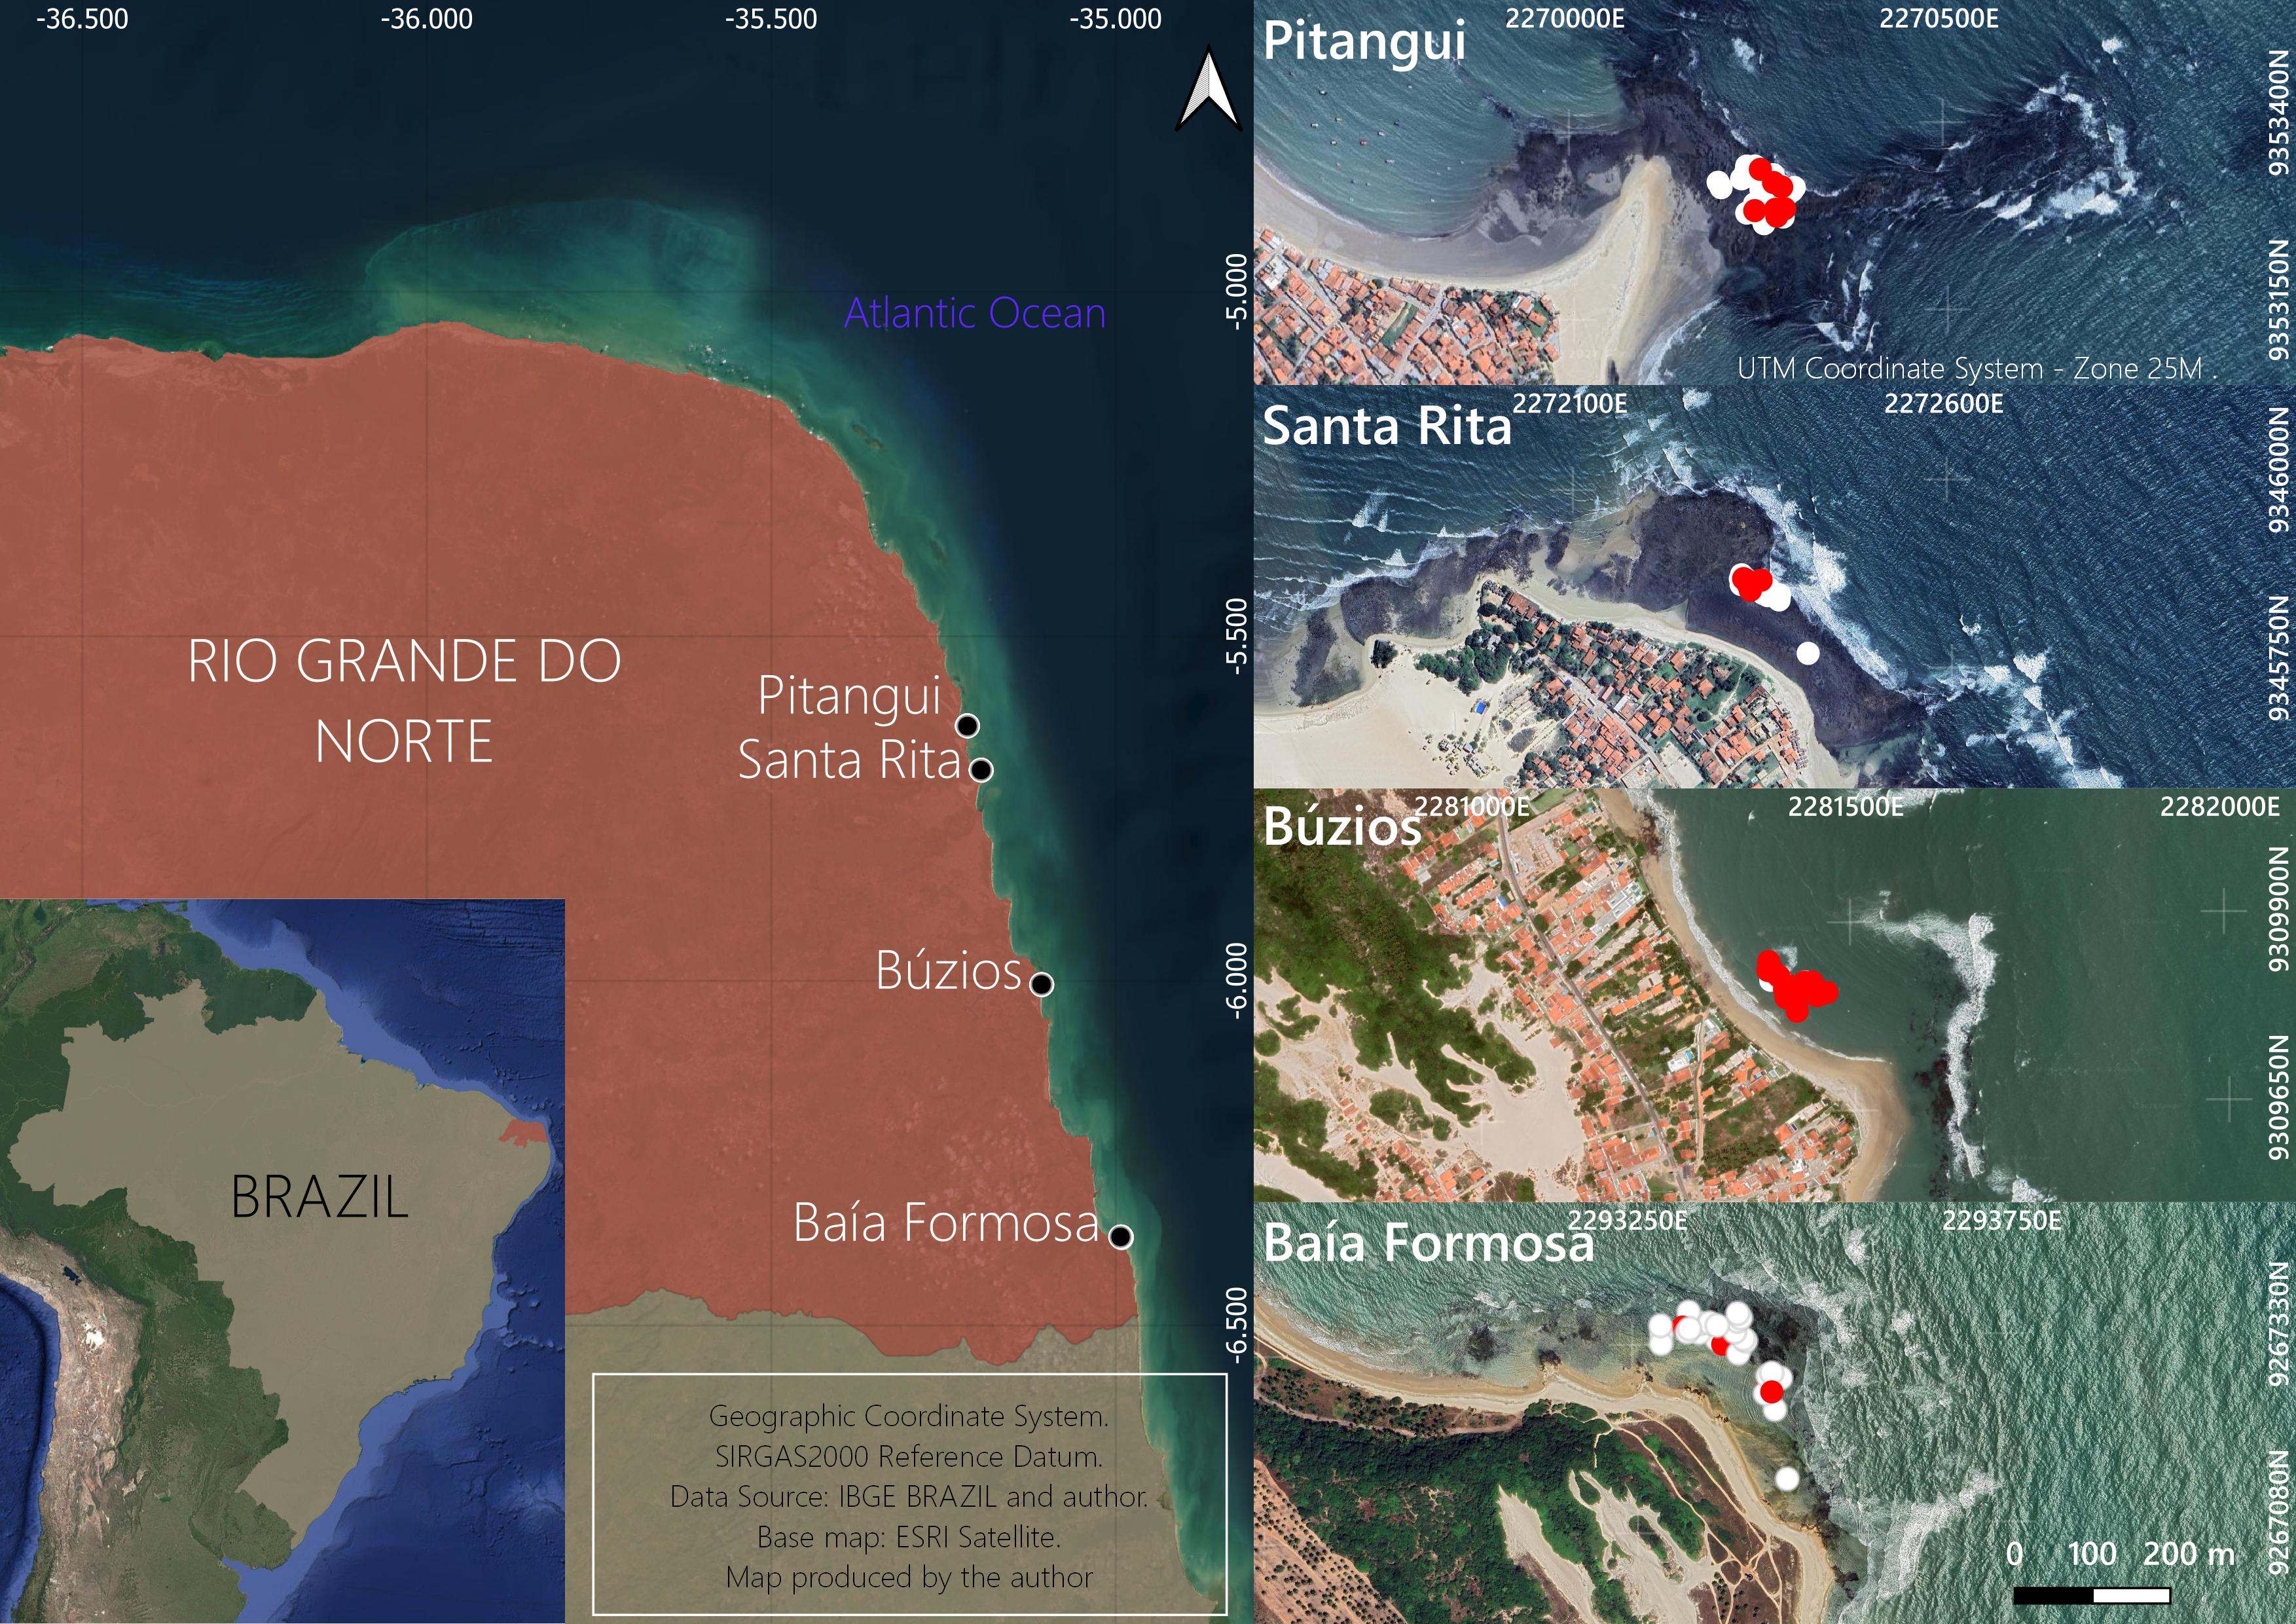 -36.500
-36.000
-35.500
-35.000
-5.000
Atlantic Ocean
-5.500
RIO GRANDE DO
NORTE
Pitangui
Santa Rita
-6.000
Búzios
BRAZIL
Baía Formosa
-6.500
Geographic Coordinate System.
SIRGAS2000 Reference Datum.
Data Source: IBGE BRAZIL and author.
Base map: ESRI Satellite.
Map produced by the author
Pitangui
2270000E
2270500E
9353400N
9353150N
UTM Coordinate System - Zone 25M .
Santa Rita
2272100E
2272600E
9346000N
9345750N
Búzios
2281000E
2281500E
2282000E
9309900N
9309650N
Baía Formosa
2293250E
2293750E
9267330N
9267080N
0 100 200 m